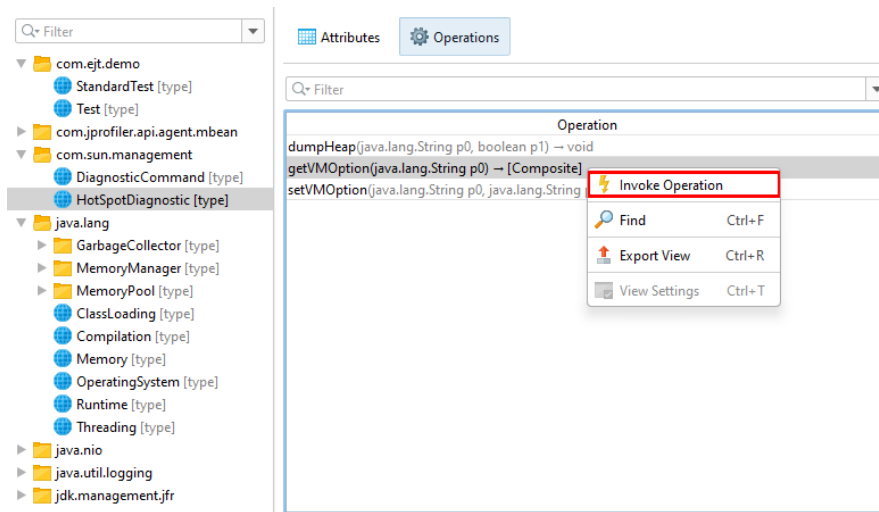 Filter
com.ejt.demo
StandardTest [type]
Test [type]
com.jprofiler.api.agent.mbean
com.sun.management
DiagnosticCommand [type]
HotSpotDiagnostic [type]
java.lang
GarbageCollector [type]
MemoryManager [type]
MemoryPool [type]
ClassLoading [type]
Compilation [type]
Memory [type]
OperatingSystem [type]
Runtime [type]
Threading [type]
java.nio
java.util.logging
jdk.management.jfr
Attributes Operations
Filter
Operation
dumpHeap(java.lang.String p0, boolean p1) → void
getVMOption(java.lang.String p0) → [Composite]
setVMOption(java.lang.String p0, java.lang.String
Invoke Operation
Find Ctrl+F
Export View Ctrl+R
View Settings Ctrl+T